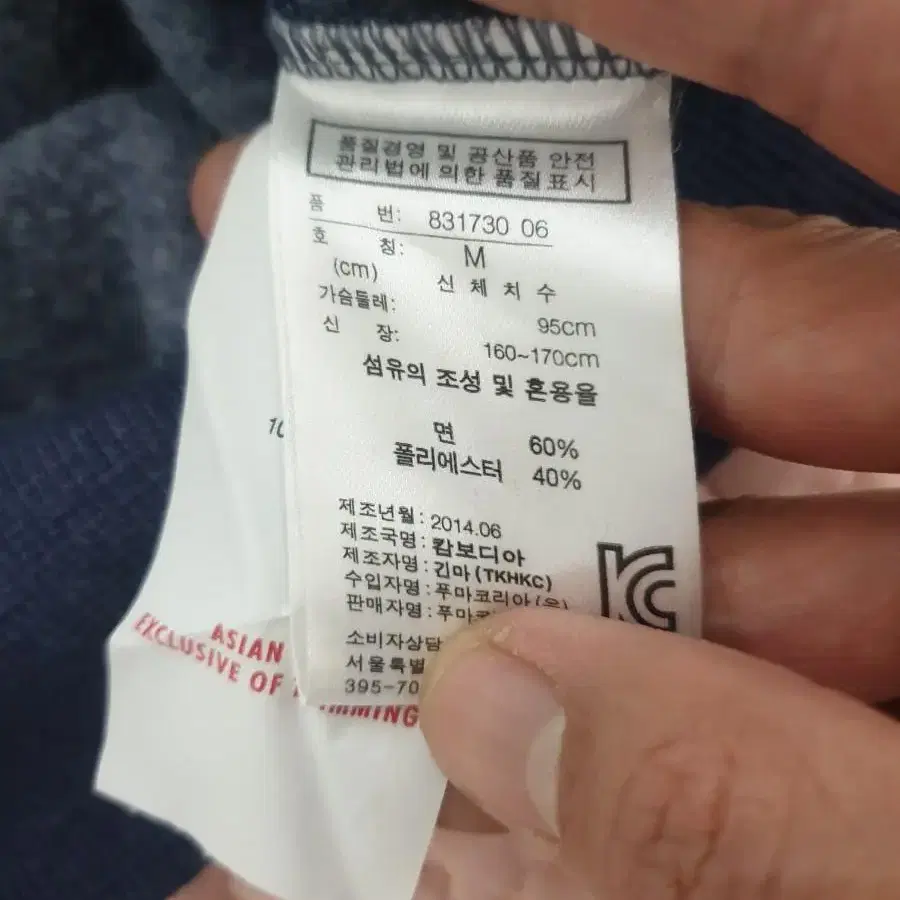 품질경영 및 공산품 안전
관리법에 의한 품질표시
품 번: 831730 06
호 칭: M
(cm) 신 체 치 수
가슴둘레: 95cm
신 장: 160~170cm
섬유의 조성 및 혼용율
면 60%
폴리에스터 40%
제조년월: 2014.06
제조국명: 캄보디아
제조자명: 긴마(TKHKC)
수입자명: 푸마코리아(유)
판매자명: 푸마
소비자상담
서울특별
395-70
KC
10
ASIAN
EXCLUSIVE OF TRIMMING